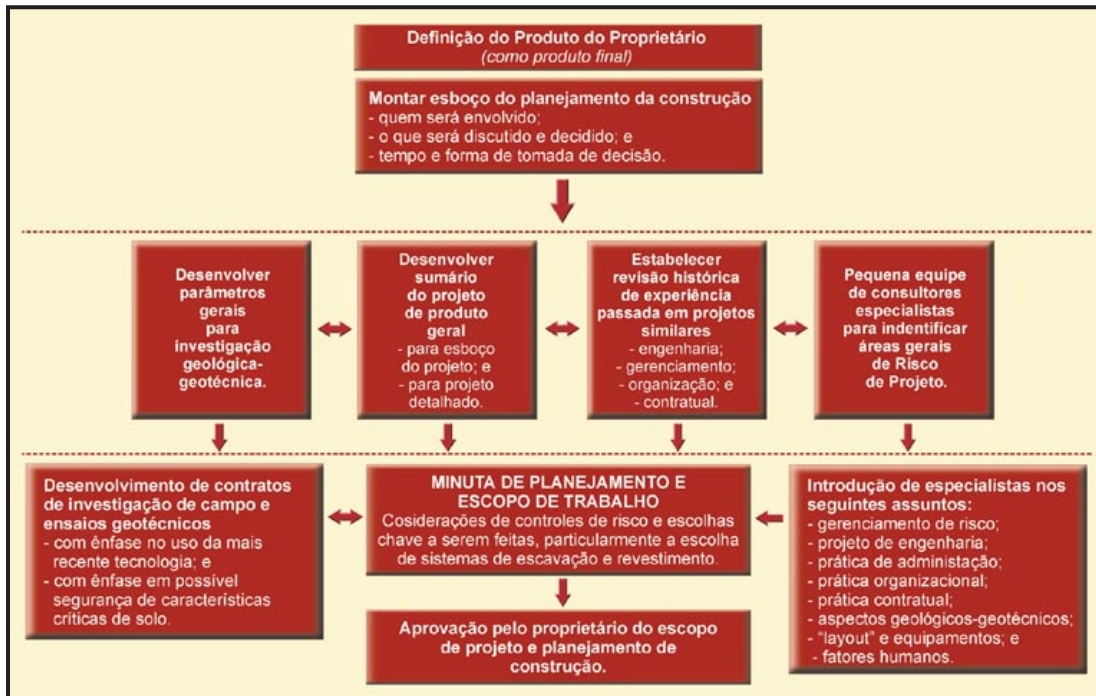 Definição do Produto do Proprietário
(como produto final)
Montar esboço do planejamento da construção
- quem será envolvido;
- o que será discutido e decidido; e
- tempo e forma de tomada de decisão.
Desenvolver
parâmetros
gerais
para
investigação
geológica-
geotécnica.
Desenvolver
sumário
do projeto
de produto
geral
- para esboço
do projeto; e
- para projeto
detalhado.
Estabelecer
revisão histórica
de experiência
passada em projetos
similares
- engenharia;
- gerenciamento;
- organização; e
- contratual.
Pequena equipe
de consultores
especialistas
para indentificar
áreas gerais
de Risco
de Projeto.
Desenvolvimento de contratos
de investigação de campo e
ensaios geotécnicos
- com ênfase no uso da mais
recente tecnologia; e
- com ênfase em possível
segurança de características
críticas de solo.
MINUTA DE PLANEJAMENTO E
ESCOPO DE TRABALHO
Cosiderações de controles de risco e escolhas
chave a serem feitas, particularmente a escolha
de sistemas de escavação e revestimento.
Aprovação pelo proprietário do escopo
de projeto e planejamento de
construção.
Introdução de especialistas nos
seguintes assuntos:
- gerenciamento de risco;
- projeto de engenharia;
- prática de administação;
- prática organizacional;
- prática contratual;
- aspectos geológicos-geotécnicos;
- "layout" e equipamentos; e
- fatores humanos.